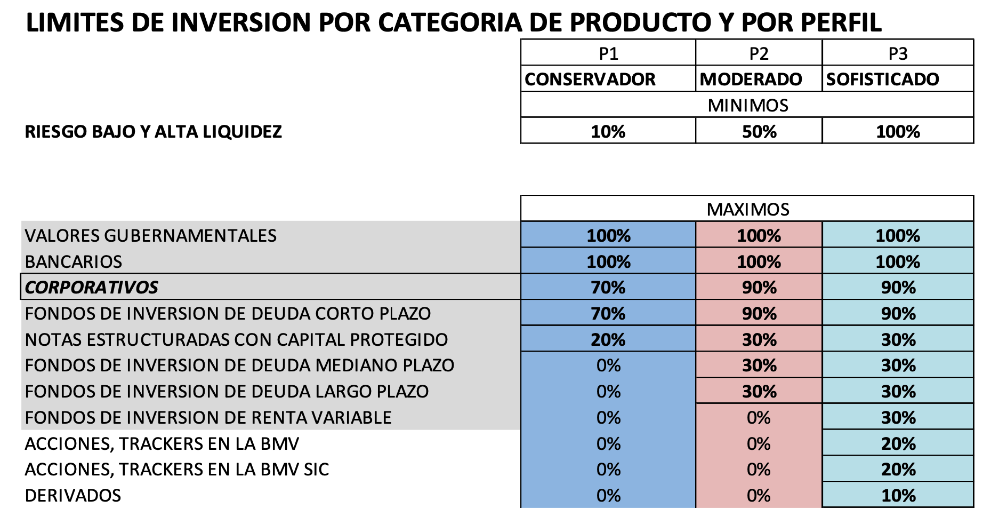 LIMITES DE INVERSION POR CATEGORIA DE PRODUCTO Y POR PERFIL
P1 P2 P3
CONSERVADOR MODERADO SOFISTICADO
MINIMOS
RIESGO BAJO Y ALTA LIQUIDEZ 10% 50% 100%
MAXIMOS
VALORES GUBERNAMENTALES 100% 100% 100%
BANCARIOS 100% 100% 100%
CORPORATIVOS 70% 90% 90%
FONDOS DE INVERSION DE DEUDA CORTO PLAZO 70% 90% 90%
NOTAS ESTRUCTURADAS CON CAPITAL PROTEGIDO 20% 30% 30%
FONDOS DE INVERSION DE DEUDA MEDIANO PLAZO 0% 30% 30%
FONDOS DE INVERSION DE DEUDA LARGO PLAZO 0% 30% 30%
FONDOS DE INVERSION DE RENTA VARIABLE 0% 0% 30%
ACCIONES, TRACKERS EN LA BMV 0% 0% 20%
ACCIONES, TRACKERS EN LA BMV SIC 0% 0% 20%
DERIVADOS 0% 0% 10%